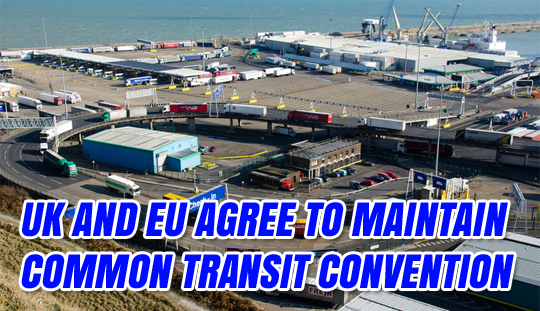 UK AND EU AGREE TO MAINTAIN
COMMON TRANSIT CONVENTION